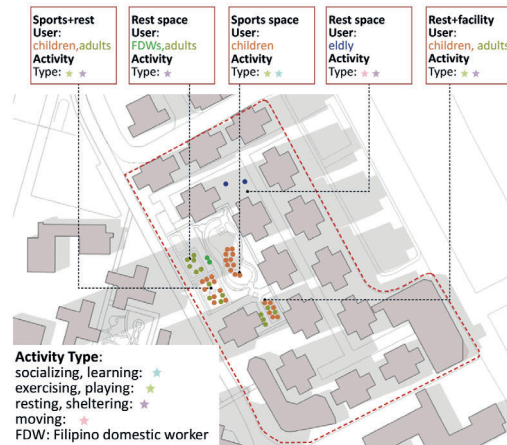 Sports+rest
User:
children,adults
Activity
Type:
Rest space
User:
FDWs,adults
Activity
Type:
Sports space
User:
children
Activity
Type:
Rest space
User:
eldly
Activity
Type:
Rest+facility
User:
children, adults
Activity
Type:
Activity Type:
socializing, learning:
exercising, playing:
resting, sheltering:
moving:
FDW: Filipino domestic worker